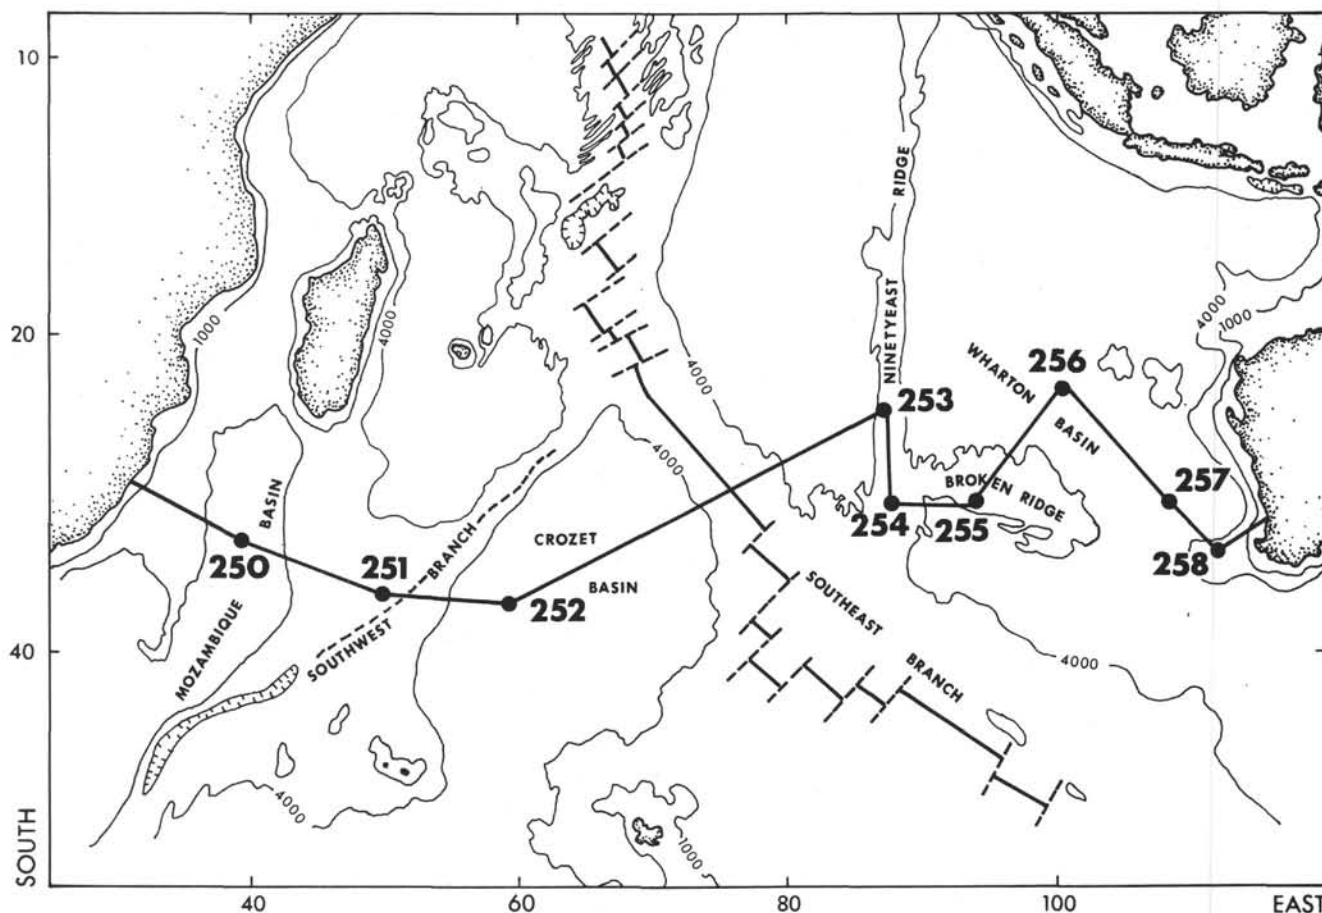 10
20
40
50
SOUTH
40
60
80
100
EAST
1000
4000
4000
4000
1000
4000
4000
4000
1000
NINETYEAST RIDGE
WHARTON
BASIN
BROKEN RIDGE
MOZAMBIQUE BASIN
SOUTHWEST BRANCH
CROZET
BASIN
SOUTHEAST
BRANCH
250
251
252
253
254
255
256
257
258